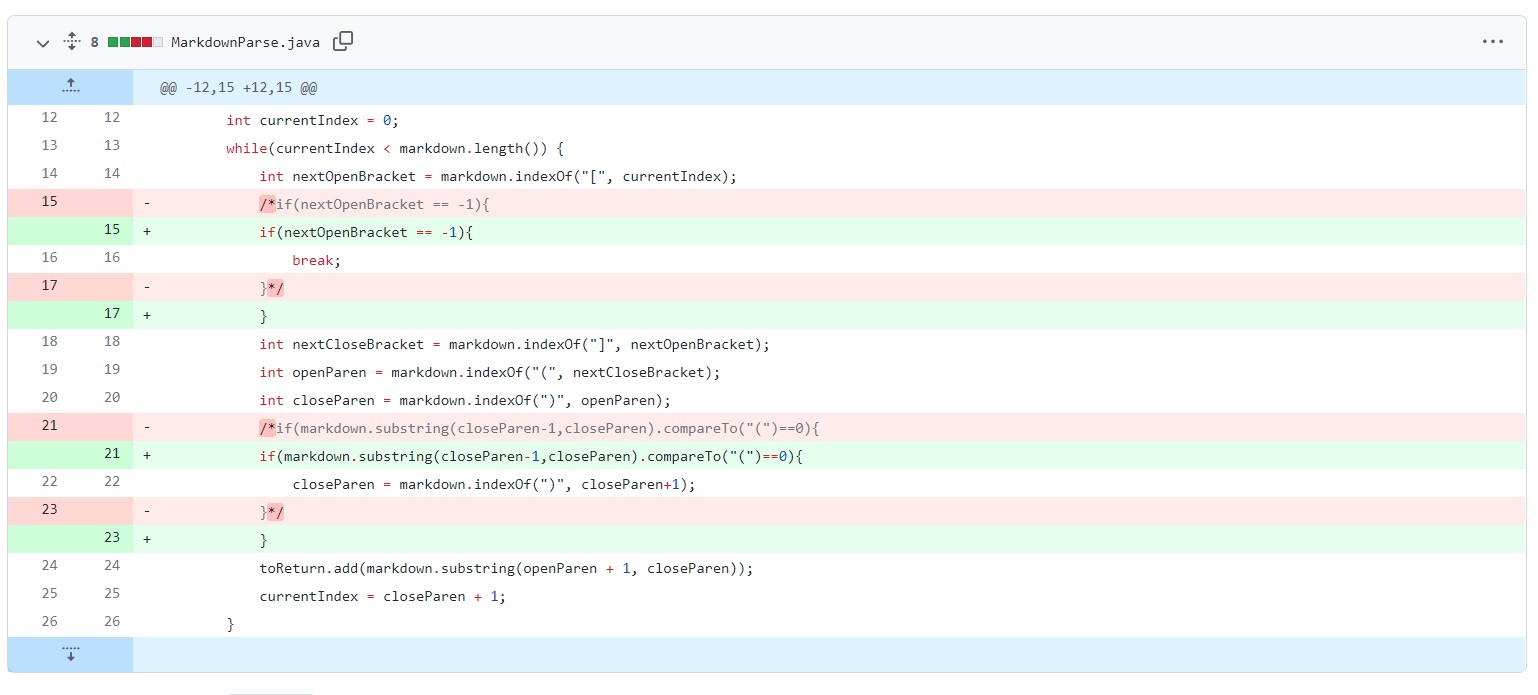 8 MarkdownParse.java
@@ -12,15 +12,15 @@
12 12 int currentIndex = 0;
13 13 while(currentIndex < markdown.length()) {
14 14 int nextOpenBracket = markdown.indexOf("[", currentIndex);
15 - /*if(nextOpenBracket == -1){
15 + if(nextOpenBracket == -1){
16 16 break;
17 - }*/
17 + }
18 18 int nextCloseBracket = markdown.indexOf("]", nextOpenBracket);
19 19 int openParen = markdown.indexOf("(", nextCloseBracket);
20 20 int closeParen = markdown.indexOf(")", openParen);
21 - /*if(markdown.substring(closeParen-1,closeParen).compareTo("(")==0){
21 + if(markdown.substring(closeParen-1,closeParen).compareTo("(")==0){
22 22 closeParen = markdown.indexOf(")", closeParen+1);
23 - }*/
23 + }
24 24 toReturn.add(markdown.substring(openParen + 1, closeParen));
25 25 currentIndex = closeParen + 1;
26 26 }